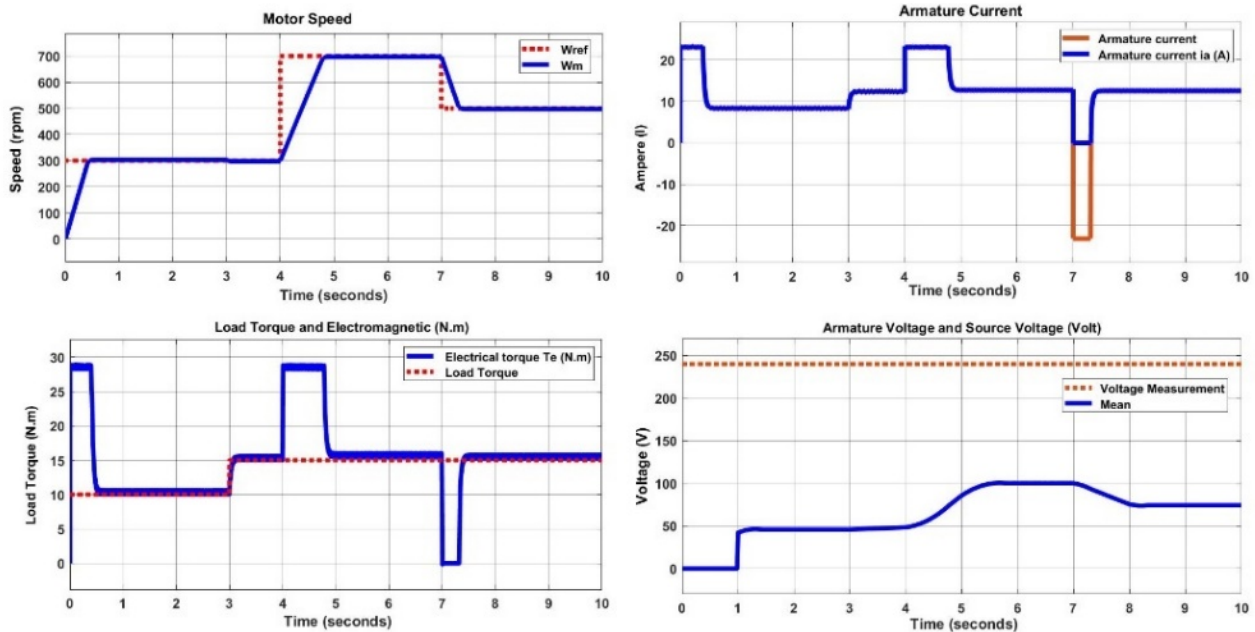 Motor Speed
Wref
Wm
700
600
500
400
300
200
100
0
Speed (rpm)
0 1 2 3 4 5 6 7 8 9 10
Time (seconds)
Armature Current
Armature current
Armature current ia (A)
20
10
0
-10
-20
Ampere (I)
0 1 2 3 4 5 6 7 8 9 10
Time (seconds)
Load Torque and Electromagnetic (N.m)
Electrical torque Te (N.m)
Load Torque
30
25
20
15
10
5
0
Load Torque (N.m)
0 1 2 3 4 5 6 7 8 9 10
Time (seconds)
Armature Voltage and Source Voltage (Volt)
Voltage Measurement
Mean
250
200
150
100
50
0
Voltage (V)
0 1 2 3 4 5 6 7 8 9 10
Time (seconds)